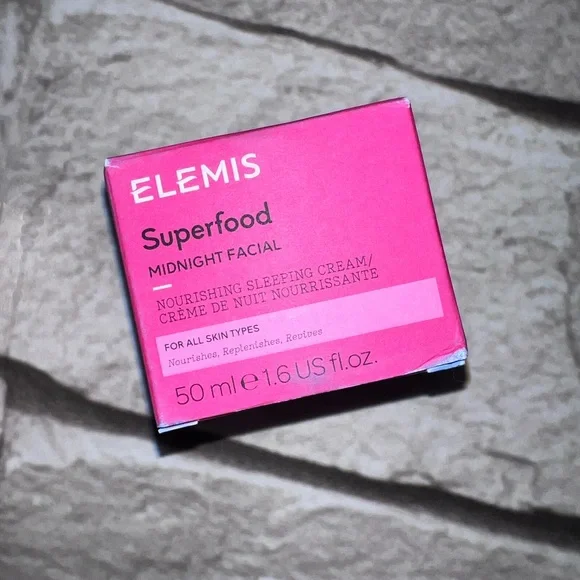 ELEMIS
Superfood
MIDNIGHT FACIAL
NOURISHING SLEEPING CREAM/
CRÈME DE NUIT NOURRISSANTE
FOR ALL SKIN TYPES
Nourishes, Replenishes, Revives
50 ml ℮ 1.6 US fl.oz.